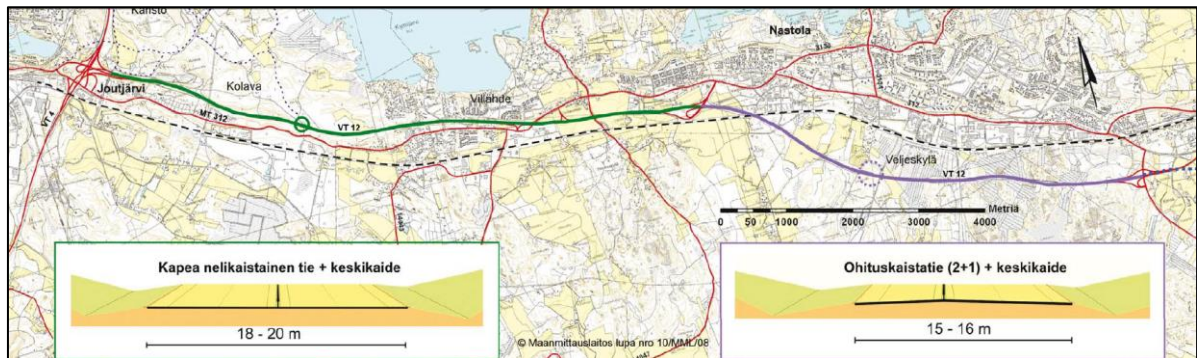 Karisto
Joutjärvi
Kolava
VT 4
MT 312
VT 12
Villähde
Nastola
312
Veljeskylä
VT 12
Metriä
0 500 1000 2000 3000 4000
Kapea nelikaistainen tie + keskikaide
18 - 20 m
Ohituskaistatie (2+1) + keskikaide
15 - 16 m
© Maanmittauslaitos lupa nro 10/MML/08